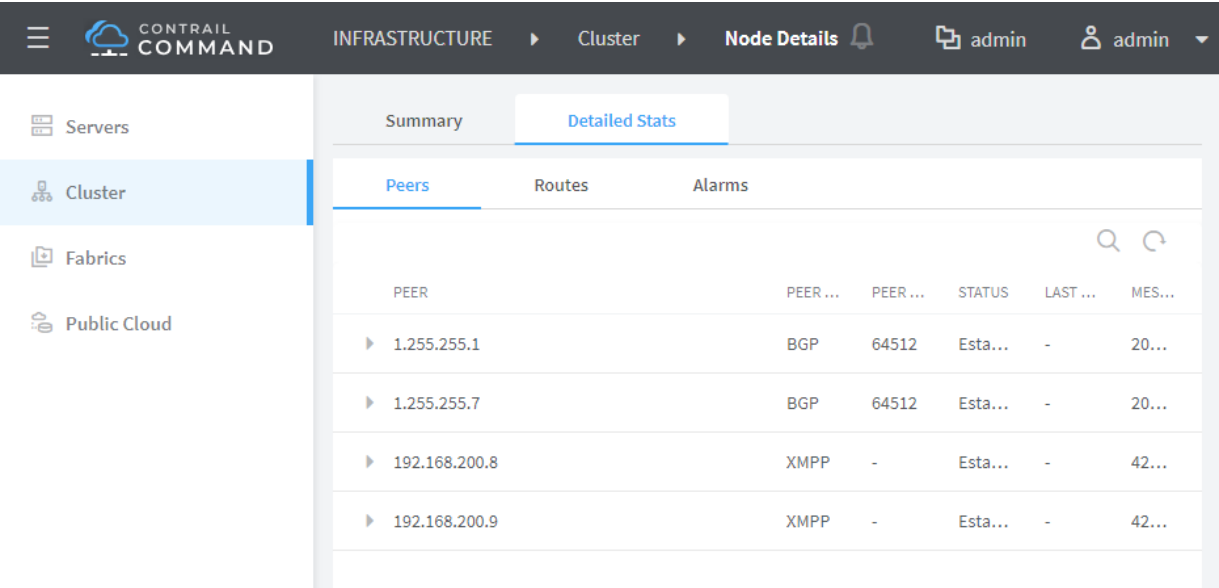 CONTRAIL
COMMAND
INFRASTRUCTURE Cluster Node Details admin admin
Servers
Cluster
Fabrics
Public Cloud
Summary Detailed Stats
Peers Routes Alarms
PEER PEER ... PEER ... STATUS LAST ... MES...
1.255.255.1 BGP 64512 Esta... - 20...
1.255.255.7 BGP 64512 Esta... - 20...
192.168.200.8 XMPP - Esta... - 42...
192.168.200.9 XMPP - Esta... - 42...